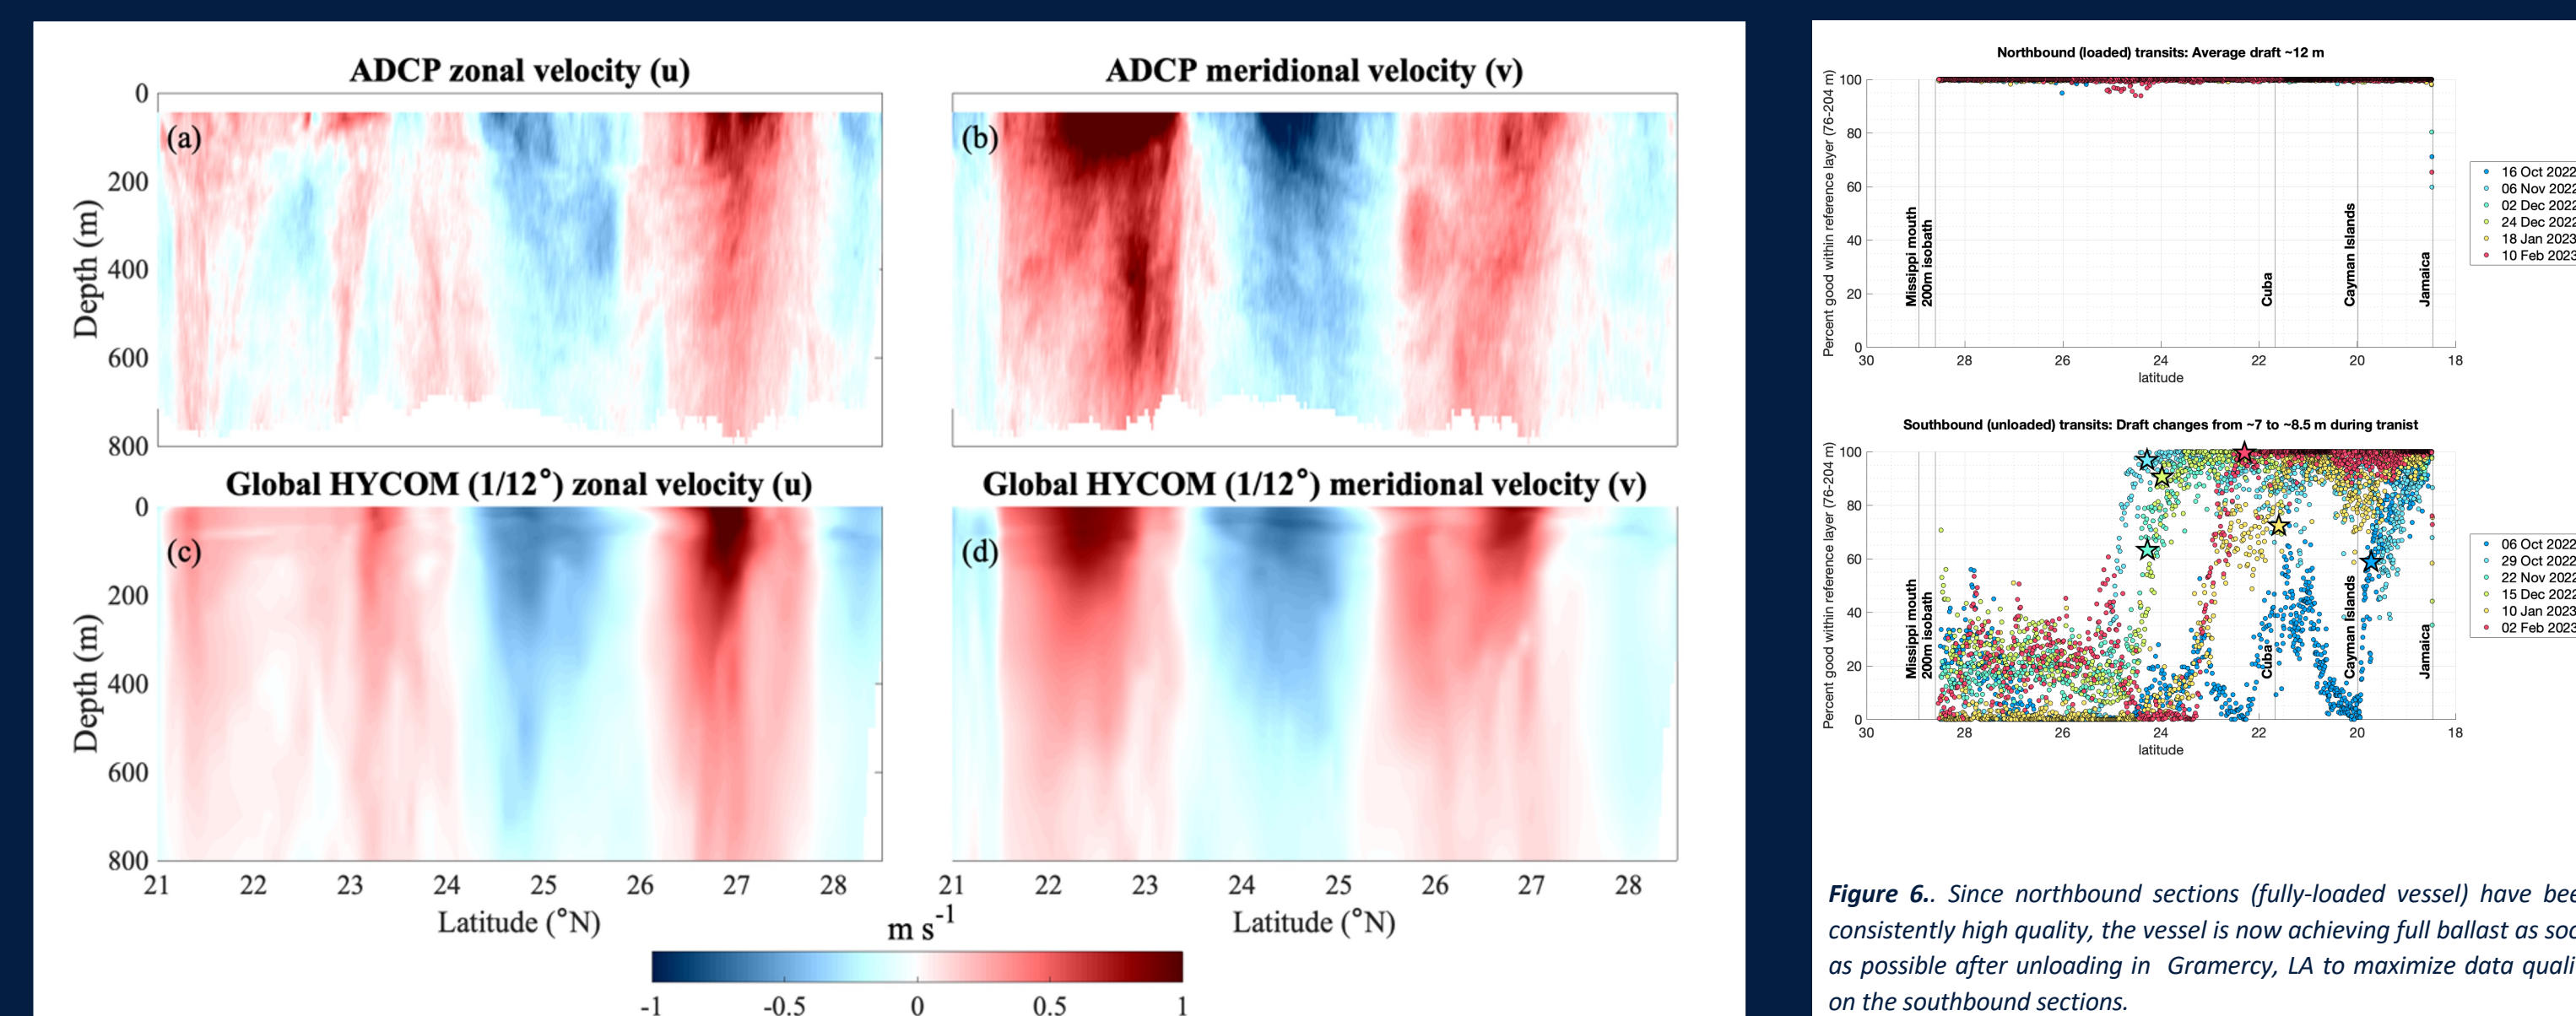 ADCP zonal velocity (u)
ADCP meridional velocity (v)
0
200
400
600
800
Depth (m)
(a)
(b)
Global HYCOM (1/12°) zonal velocity (u)
Global HYCOM (1/12°) meridional velocity (v)
0
200
400
600
800
Depth (m)
(c)
(d)
21 22 23 24 25 26 27 28
21 22 23 24 25 26 27 28
Latitude (°N)
Latitude (°N)
m s-1
-1 -0.5 0 0.5 1
Northbound (loaded) transits: Average draft ~12 m
Percent good within reference layer (76-204 m)
100
80
60
40
20
0
Missippi mouth
200m isobath
Cuba
Cayman Islands
Jamaica
30 28 26 24 22 20 18
latitude
16 Oct 2022
06 Nov 2022
02 Dec 2022
24 Dec 2022
18 Jan 2023
10 Feb 2023
Southbound (unloaded) transits: Draft changes from ~7 to ~8.5 m during tranist
Percent good within reference layer (76-204 m)
100
80
60
40
20
0
Missippi mouth
200m isobath
Cuba
Cayman Islands
Jamaica
30 28 26 24 22 20 18
latitude
06 Oct 2022
29 Oct 2022
22 Nov 2022
15 Dec 2022
10 Jan 2023
02 Feb 2023
Figure 6.. Since northbound sections (fully-loaded vessel) have bee
consistently high quality, the vessel is now achieving full ballast as soo
as possible after unloading in Gramercy, LA to maximize data quali
on the southbound sections.